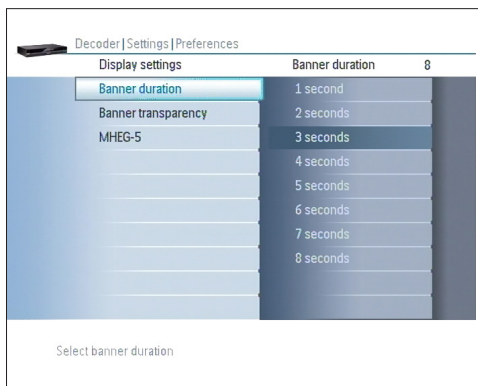 Decoder|Settings|Preferences
Display settings
Banner duration 8
Banner duration
1 second
Banner transparency
2 seconds
MHEG-5
3 seconds
4 seconds
5 seconds
6 seconds
7 seconds
8 seconds
Select banner duration